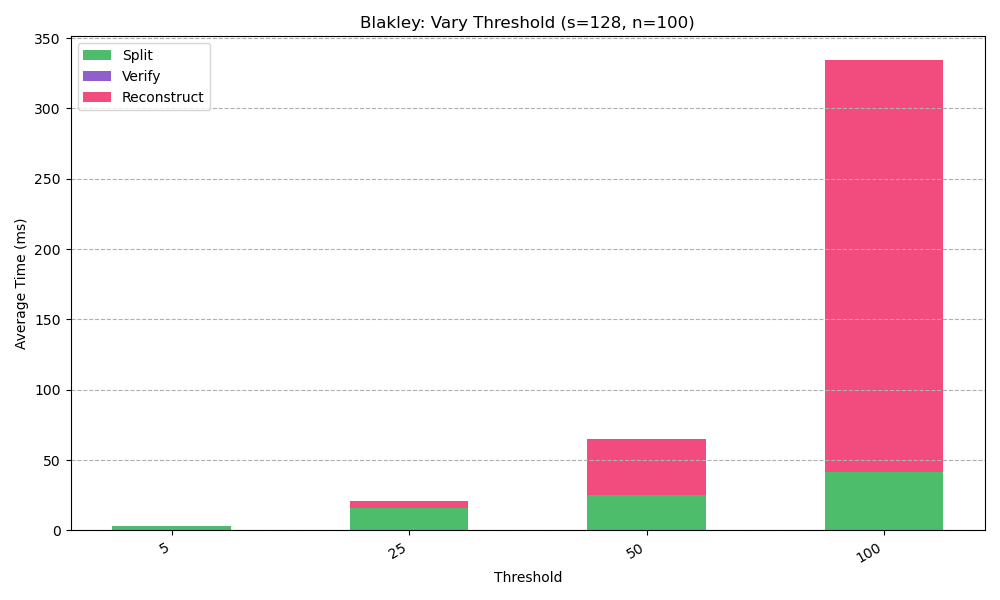 Blakley: Vary Threshold (s=128, n=100)
Split
Verify
Reconstruct
Average Time (ms)
350
300
250
200
150
100
50
0
5
25
50
100
Threshold